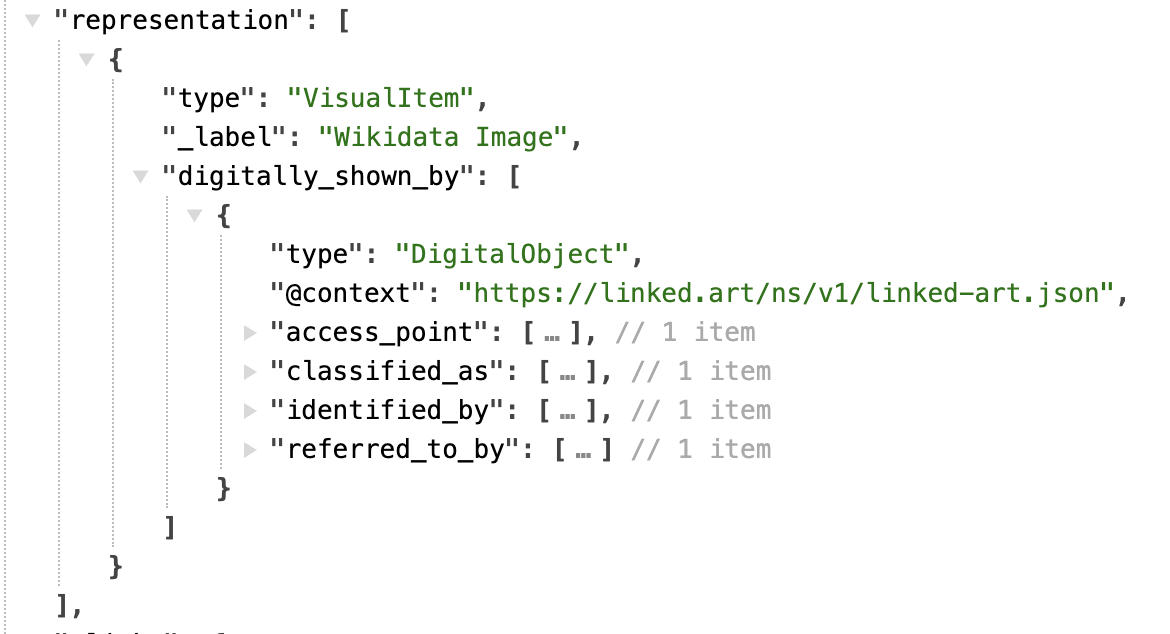 "representation": [
{
"type": "VisualItem",
"_label": "Wikidata Image",
"digitally_shown_by": [
{
"type": "DigitalObject",
"@context": "https://linked.art/ns/v1/linked-art.json",
"access_point": [ … ], // 1 item
"classified_as": [ … ], // 1 item
"identified_by": [ … ], // 1 item
"referred_to_by": [ … ] // 1 item
}
]
}
],